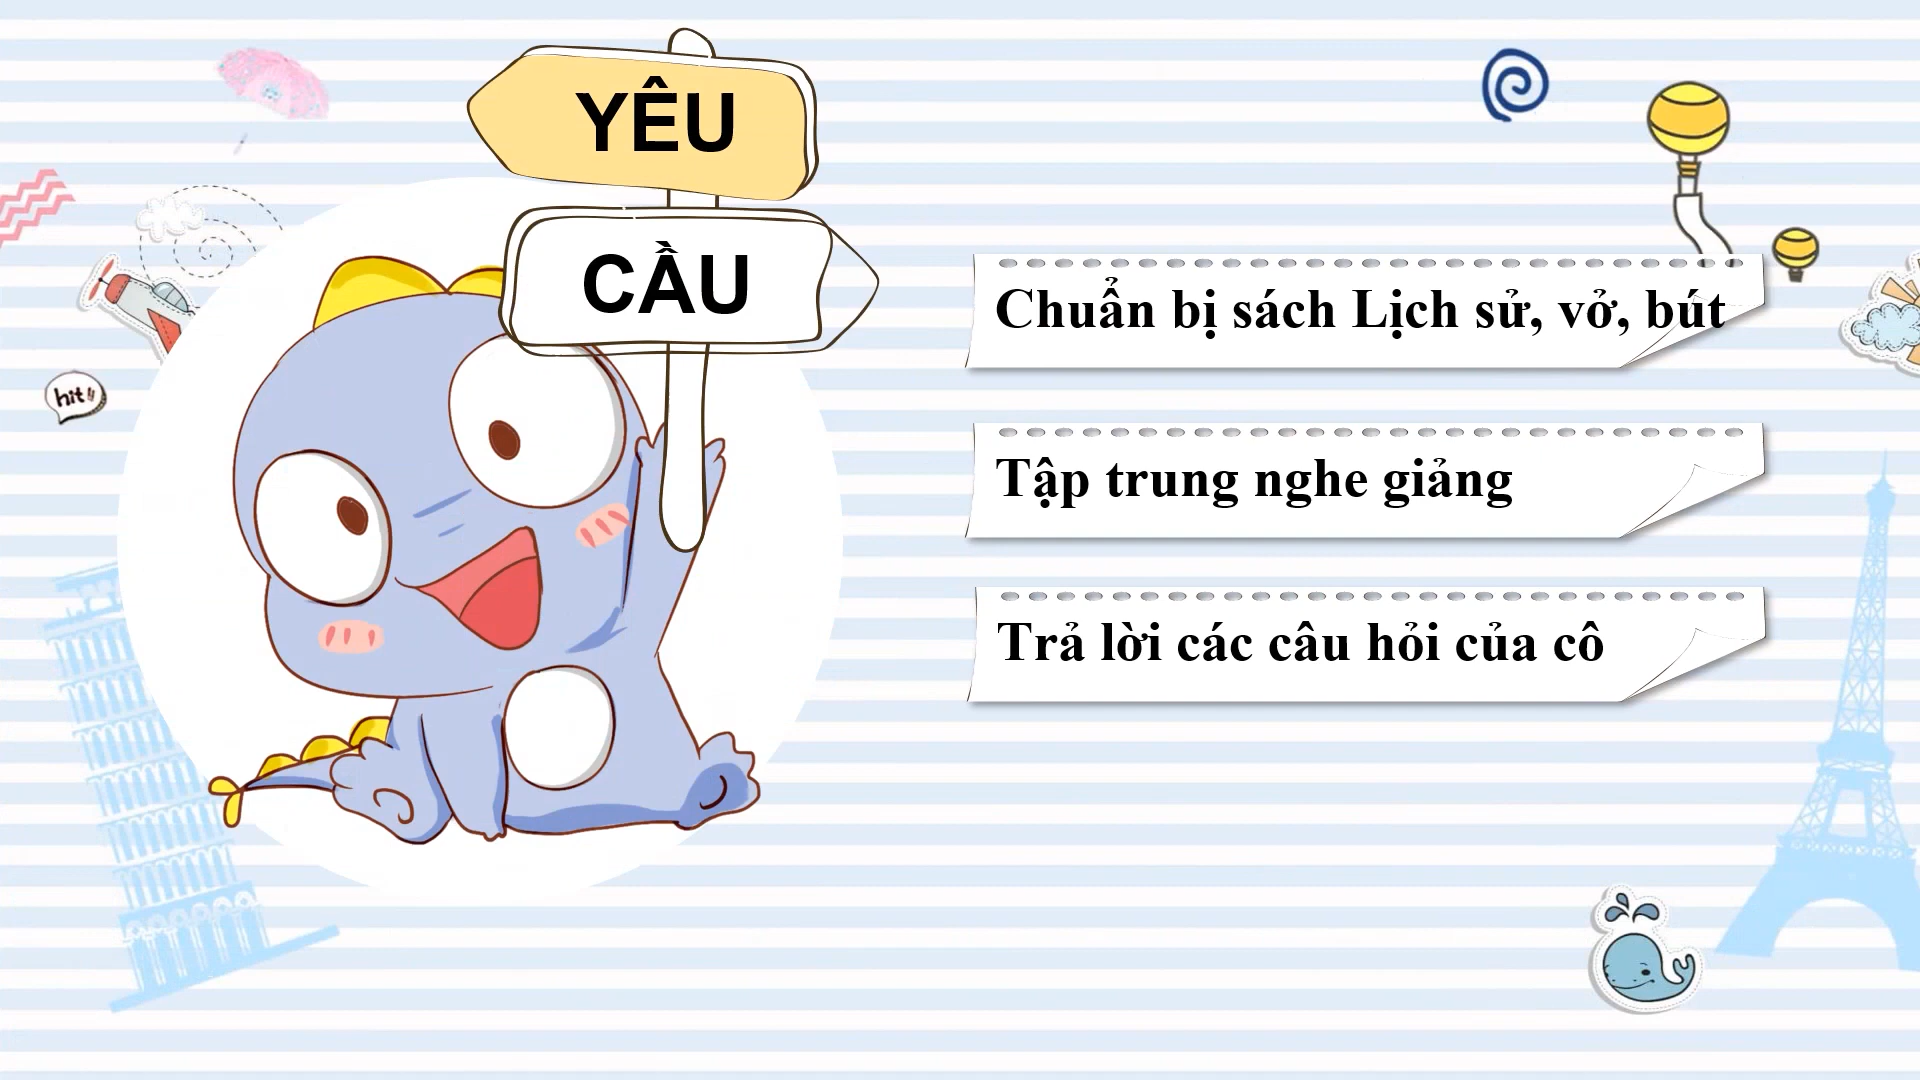 YÊU
CẦU
Chuẩn bị sách Lịch sử, vở, bút
Tập trung nghe giảng
Trả lời các câu hỏi của cô
hit!!